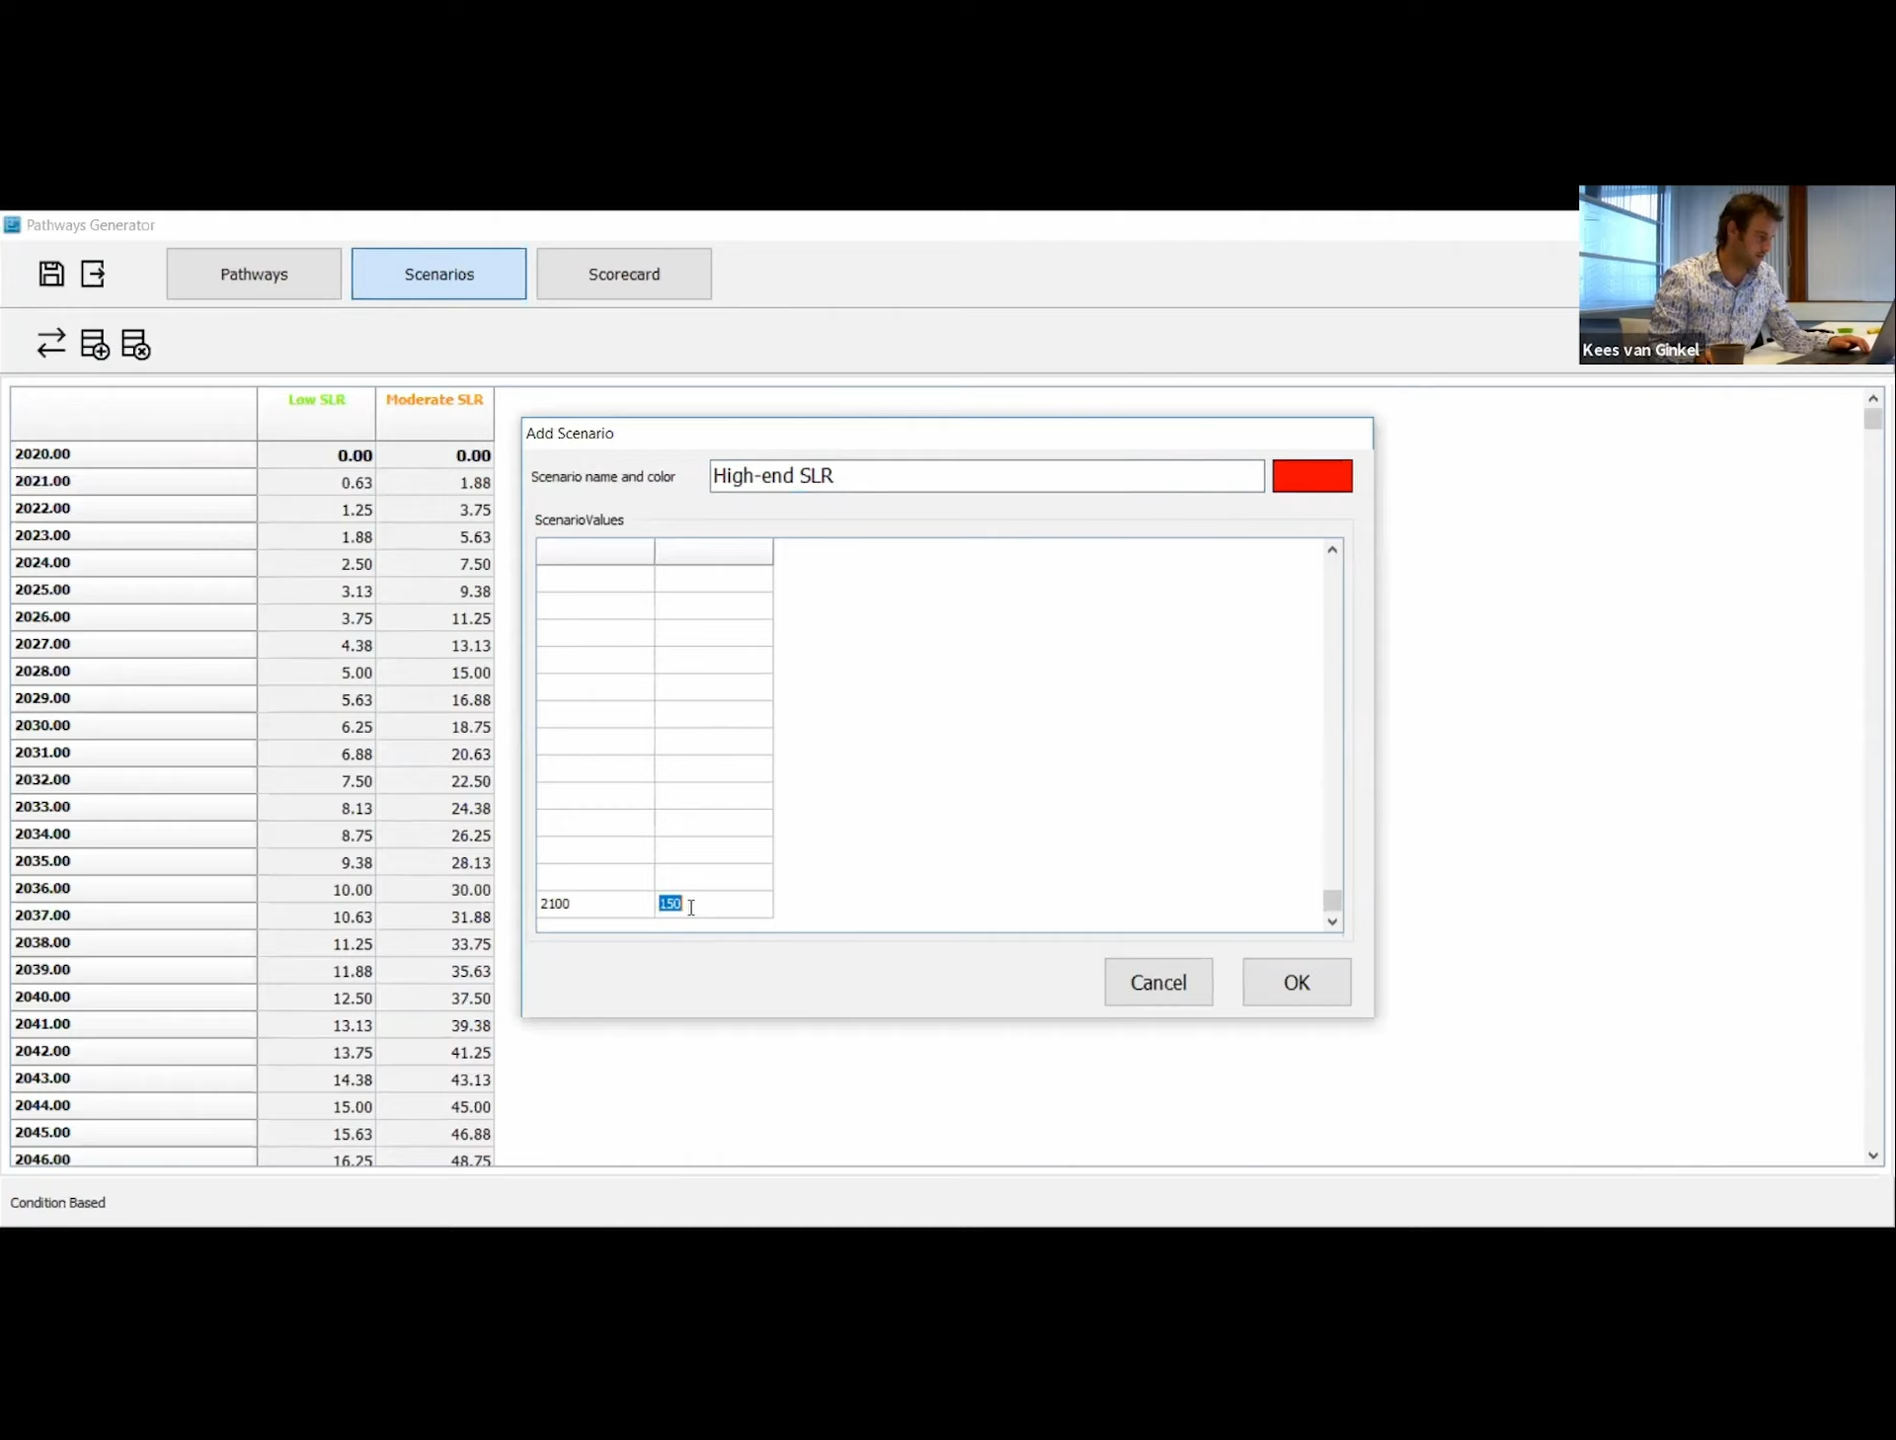 Pathways Generator
Pathways Scenarios Scorecard
Kees van Ginkel
Low SLR Moderate SLR
2020.00 0.00 0.00
2021.00 0.63 1.88
2022.00 1.25 3.75
2023.00 1.88 5.63
2024.00 2.50 7.50
2025.00 3.13 9.38
2026.00 3.75 11.25
2027.00 4.38 13.13
2028.00 5.00 15.00
2029.00 5.63 16.88
2030.00 6.25 18.75
2031.00 6.88 20.63
2032.00 7.50 22.50
2033.00 8.13 24.38
2034.00 8.75 26.25
2035.00 9.38 28.13
2036.00 10.00 30.00
2037.00 10.63 31.88
2038.00 11.25 33.75
2039.00 11.88 35.63
2040.00 12.50 37.50
2041.00 13.13 39.38
2042.00 13.75 41.25
2043.00 14.38 43.13
2044.00 15.00 45.00
2045.00 15.63 46.88
2046.00 16.25 48.75
Add Scenario
Scenario name and color High-end SLR
ScenarioValues
2100 150
Cancel OK
Condition Based